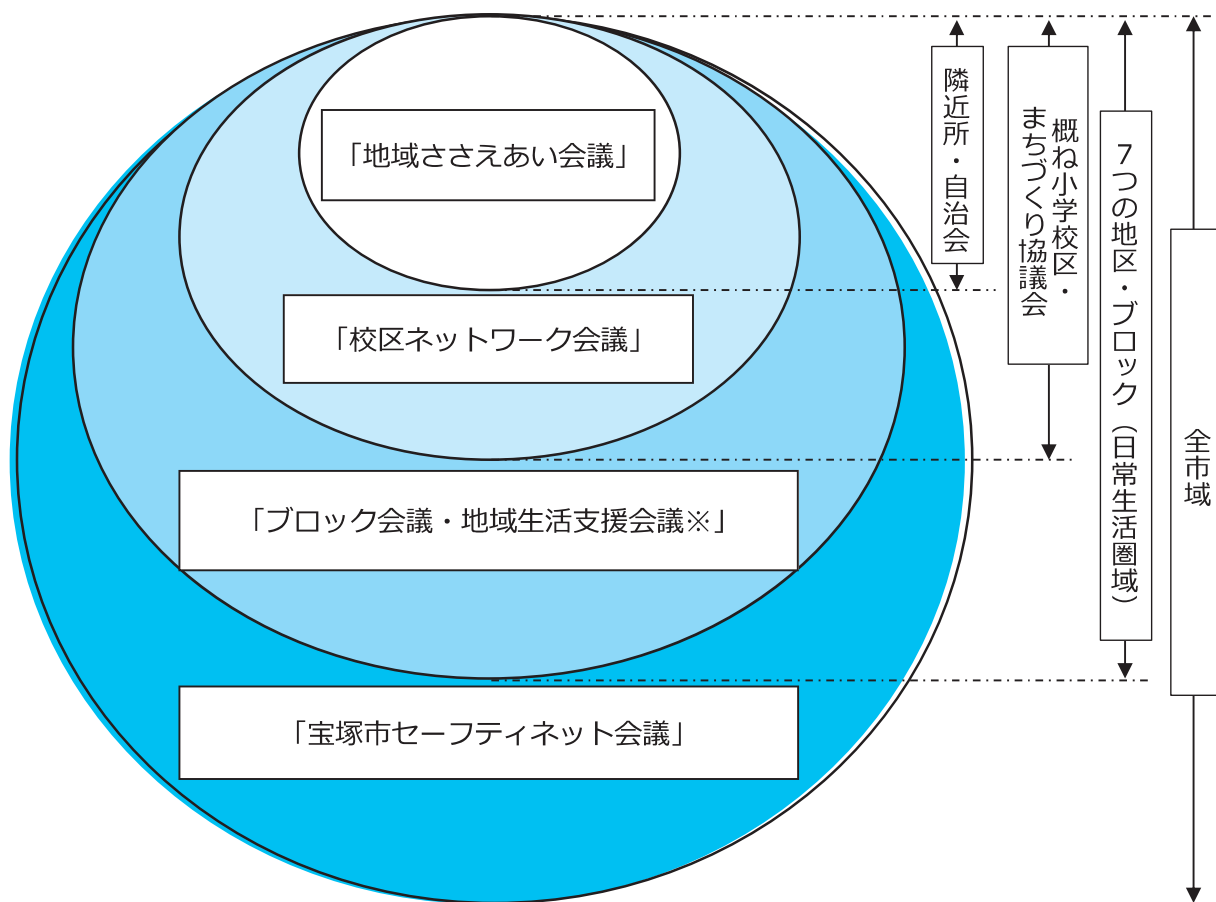 「地域ささえあい会議」
「校区ネットワーク会議」
「ブロック会議・地域生活支援会議※」
「宝塚市セーフティネット会議」
隣近所・自治会
概ね小学校区・
まちづくり協議会
7つの地区・ブロック(日常生活圏域)
全市域